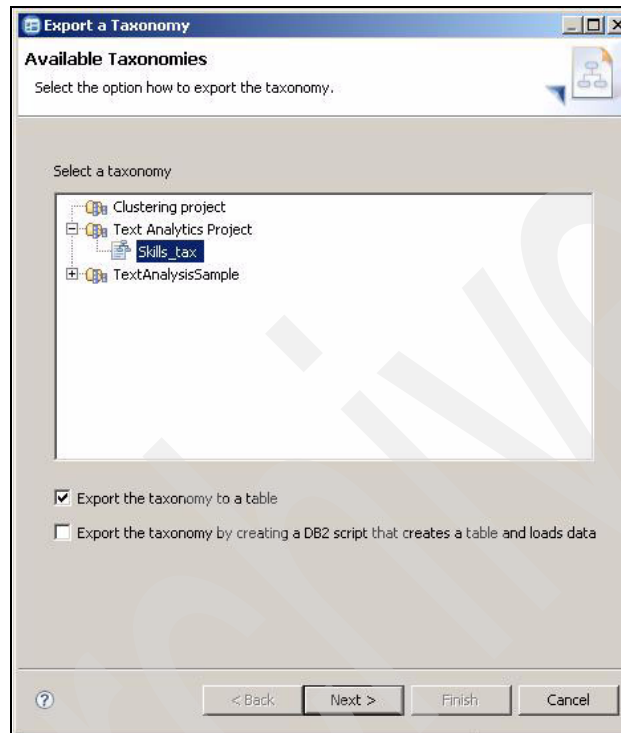 Export a Taxonomy
Available Taxonomies
Select the option how to export the taxonomy.
Select a taxonomy
Clustering project
Text Analytics Project
Skills_tax
TextAnalysisSample
Export the taxonomy to a table
Export the taxonomy by creating a DB2 script that creates a table and loads data
< Back Next > Finish Cancel